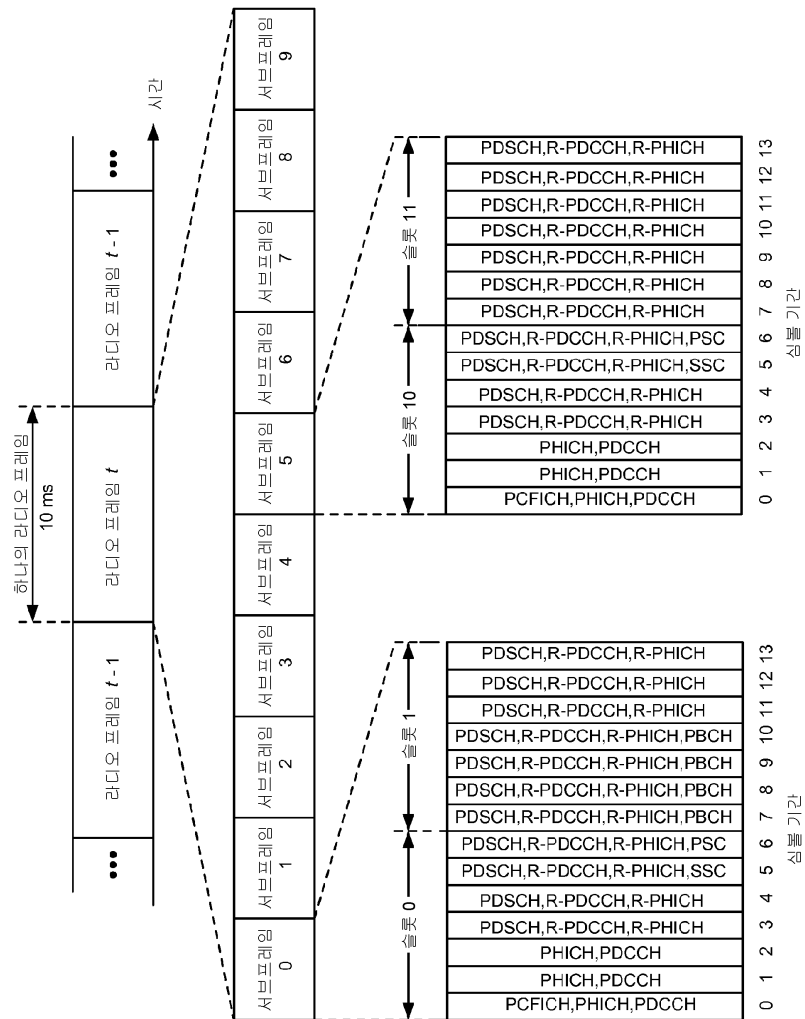 하나의 라디오 프레임
10 ms
•••
라디오 프레임 t - 1
라디오 프레임 t
라디오 프레임 t - 1
•••
시간
서브프레임 0
서브프레임 1
서브프레임 2
서브프레임 3
서브프레임 4
서브프레임 5
서브프레임 6
서브프레임 7
서브프레임 8
서브프레임 9
슬롯 0
슬롯 1
PCFICH,PHICH,PDCCH
PHICH,PDCCH
PHICH,PDCCH
PDSCH,R-PDCCH,R-PHICH
PDSCH,R-PDCCH,R-PHICH
PDSCH,R-PDCCH,R-PHICH,SSC
PDSCH,R-PDCCH,R-PHICH,PSC
PDSCH,R-PDCCH,R-PHICH,PBCH
PDSCH,R-PDCCH,R-PHICH,PBCH
PDSCH,R-PDCCH,R-PHICH,PBCH
PDSCH,R-PDCCH,R-PHICH,PBCH
PDSCH,R-PDCCH,R-PHICH
PDSCH,R-PDCCH,R-PHICH
PDSCH,R-PDCCH,R-PHICH
0 1 2 3 4 5 6 7 8 9 10 11 12 13
심볼 기간
슬롯 10
슬롯 11
PCFICH,PHICH,PDCCH
PHICH,PDCCH
PHICH,PDCCH
PDSCH,R-PDCCH,R-PHICH
PDSCH,R-PDCCH,R-PHICH
PDSCH,R-PDCCH,R-PHICH,SSC
PDSCH,R-PDCCH,R-PHICH,PSC
PDSCH,R-PDCCH,R-PHICH
PDSCH,R-PDCCH,R-PHICH
PDSCH,R-PDCCH,R-PHICH
PDSCH,R-PDCCH,R-PHICH
PDSCH,R-PDCCH,R-PHICH
PDSCH,R-PDCCH,R-PHICH
PDSCH,R-PDCCH,R-PHICH
0 1 2 3 4 5 6 7 8 9 10 11 12 13
심볼 기간